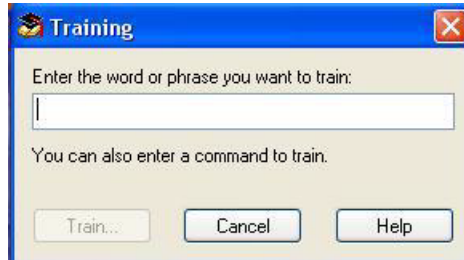 Training
Enter the word or phrase you want to train:
You can also enter a command to train.
Train... Cancel Help